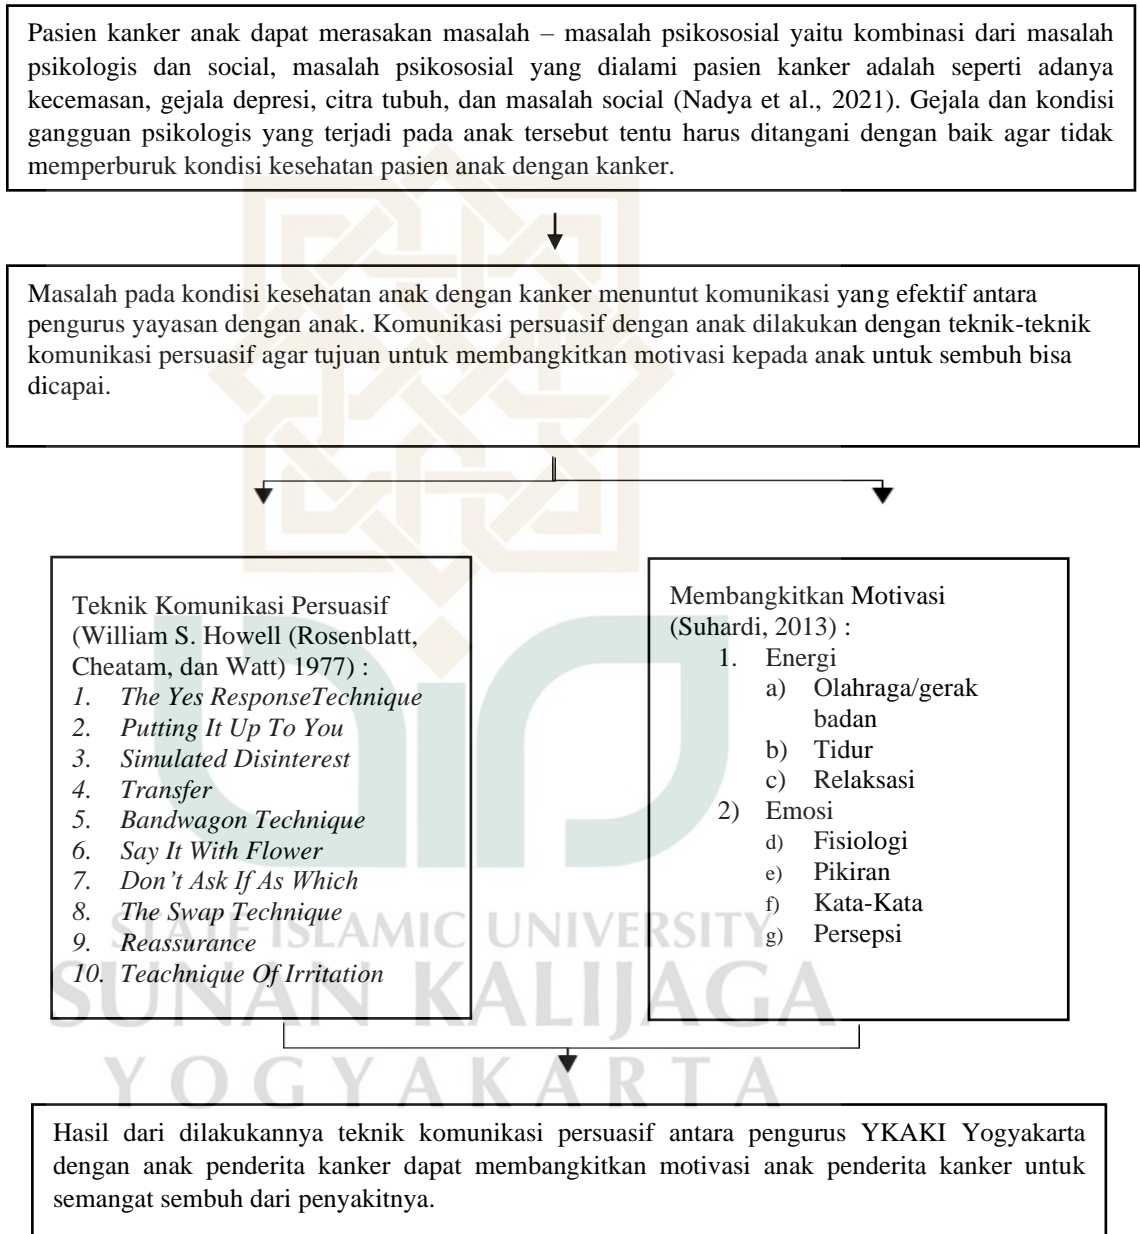 Pasien kanker anak dapat merasakan masalah – masalah psikososial yaitu kombinasi dari masalah
psikologis dan social, masalah psikososial yang dialami pasien kanker adalah seperti adanya
kecemasan, gejala depresi, citra tubuh, dan masalah social (Nadya et al., 2021). Gejala dan kondisi
gangguan psikologis yang terjadi pada anak tersebut tentu harus ditangani dengan baik agar tidak
memperburuk kondisi kesehatan pasien anak dengan kanker.
Masalah pada kondisi kesehatan anak dengan kanker menuntut komunikasi yang efektif antara
pengurus yayasan dengan anak. Komunikasi persuasif dengan anak dilakukan dengan teknik-teknik
komunikasi persuasif agar tujuan untuk membangkitkan motivasi kepada anak untuk sembuh bisa
dicapai.
Teknik Komunikasi Persuasif
(William S. Howell (Rosenblatt,
Cheatam, dan Watt) 1977) :
1. The Yes ResponseTechnique
2. Putting It Up To You
3. Simulated Disinterest
4. Transfer
5. Bandwagon Technique
6. Say It With Flower
7. Don’t Ask If As Which
8. The Swap Technique
9. Reassurance
10. Teachnique Of Irritation
Membangkitkan Motivasi
(Suhardi, 2013) :
1. Energi
a) Olahraga/gerak
badan
b) Tidur
c) Relaksasi
2) Emosi
d) Fisiologi
e) Pikiran
f) Kata-Kata
g) Persepsi
STATE ISLAMIC UNIVERSITY
SUNAN KALIJAGA
YOGYAKARTA
Hasil dari dilakukannya teknik komunikasi persuasif antara pengurus YKAKI Yogyakarta
dengan anak penderita kanker dapat membangkitkan motivasi anak penderita kanker untuk
semangat sembuh dari penyakitnya.